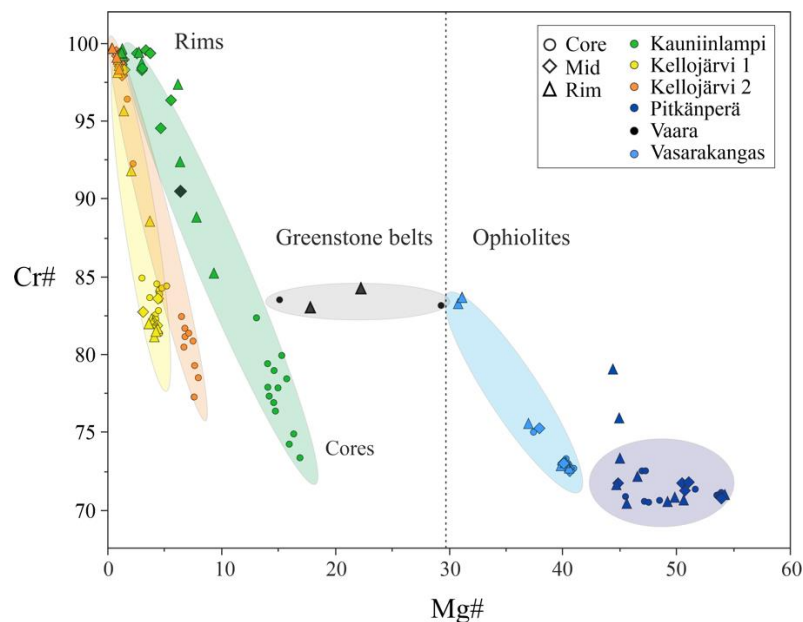 Rims
Core
Mid
Rim
Kauniinlampi
Kellojärvi 1
Kellojärvi 2
Pitkänperä
Vaara
Vasarakangas
Greenstone belts
Ophiolites
Cores
Cr#
100
95
90
85
80
75
70
0
10
20
30
40
50
60
Mg#